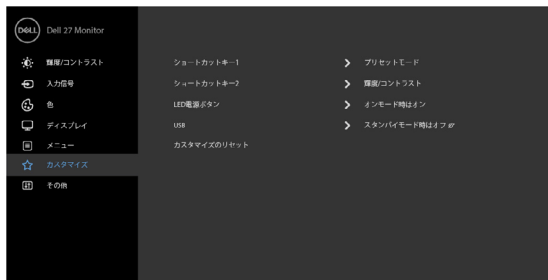 DELL Dell 27 Monitor
輝度/コントラスト
入力信号
色
ディスプレイ
メニュー
カスタマイズ
その他
ショートカットキー1 プリセットモード
ショートカットキー2 輝度/コントラスト
LED電源ボタン オンモード時はオン
USB スタンバイモード時はオフ
カスタマイズのリセット